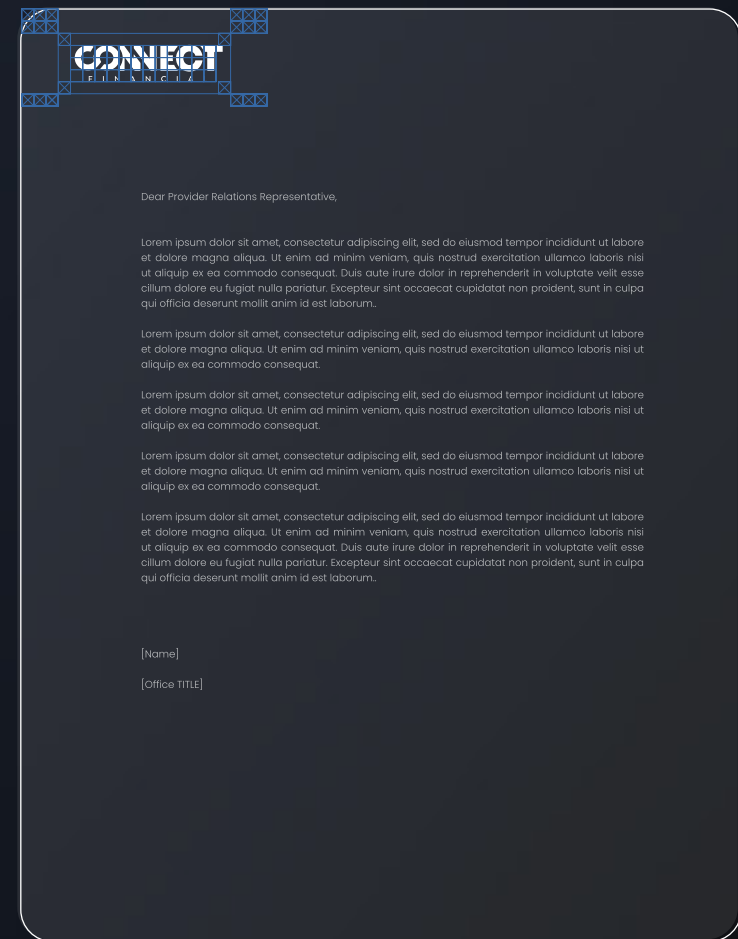 CONNECT
FINANCIAL
Dear Provider Relations Representative,
Lorem ipsum dolor sit amet, consectetur adipiscing elit, sed do eiusmod tempor incididunt ut labore
et dolore magna aliqua. Ut enim ad minim veniam, quis nostrud exercitation ullamco laboris nisi
ut aliquip ex ea commodo consequat. Duis aute irure dolor in reprehenderit in voluptate velit esse
cillum dolore eu fugiat nulla pariatur. Excepteur sint occaecat cupidatat non proident, sunt in culpa
qui officia deserunt mollit anim id est laborum..
Lorem ipsum dolor sit amet, consectetur adipiscing elit, sed do eiusmod tempor incididunt ut labore
et dolore magna aliqua. Ut enim ad minim veniam, quis nostrud exercitation ullamco laboris nisi ut
aliquip ex ea commodo consequat.
Lorem ipsum dolor sit amet, consectetur adipiscing elit, sed do eiusmod tempor incididunt ut labore
et dolore magna aliqua. Ut enim ad minim veniam, quis nostrud exercitation ullamco laboris nisi ut
aliquip ex ea commodo consequat.
Lorem ipsum dolor sit amet, consectetur adipiscing elit, sed do eiusmod tempor incididunt ut labore
et dolore magna aliqua. Ut enim ad minim veniam, quis nostrud exercitation ullamco laboris nisi ut
aliquip ex ea commodo consequat.
Lorem ipsum dolor sit amet, consectetur adipiscing elit, sed do eiusmod tempor incididunt ut labore
et dolore magna aliqua. Ut enim ad minim veniam, quis nostrud exercitation ullamco laboris nisi
ut aliquip ex ea commodo consequat. Duis aute irure dolor in reprehenderit in voluptate velit esse
cillum dolore eu fugiat nulla pariatur. Excepteur sint occaecat cupidatat non proident, sunt in culpa
qui officia deserunt mollit anim id est laborum..
[Name]
[Office TITLE]